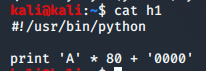 kali@kali:~$ cat h1
#!/usr/bin/python

print 'A' * 80 + '0000'